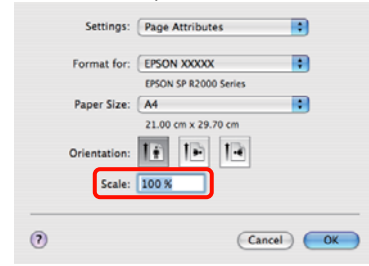 Settings: Page Attributes
Format for: EPSON XXXXX
EPSON SP R2000 Series
Paper Size: A4
21.00 cm x 29.70 cm
Orientation:
Scale: 100 %
? Cancel OK